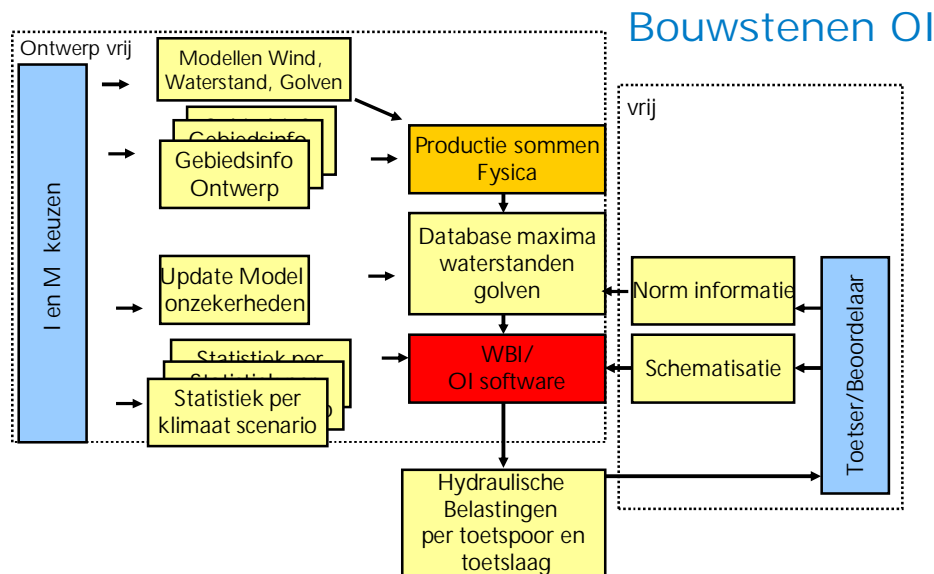 Bouwstenen OI
Ontwerp vrij
I en M keuzen
Modellen Wind,
Waterstand, Golven
Gebiedsinfo
Gebiedsinfo
Ontwerp
Update Model
onzekerheden
Statistiek per
Statistiek per
klimaat scenario
Productie sommen
Fysica
Database maxima
waterstanden
golven
WBI/
OI software
Hydraulische
Belastingen
per toetspoor en
toetslaag
vrij
Norm informatie
Schematisatie
Toetser/Beoordelaar